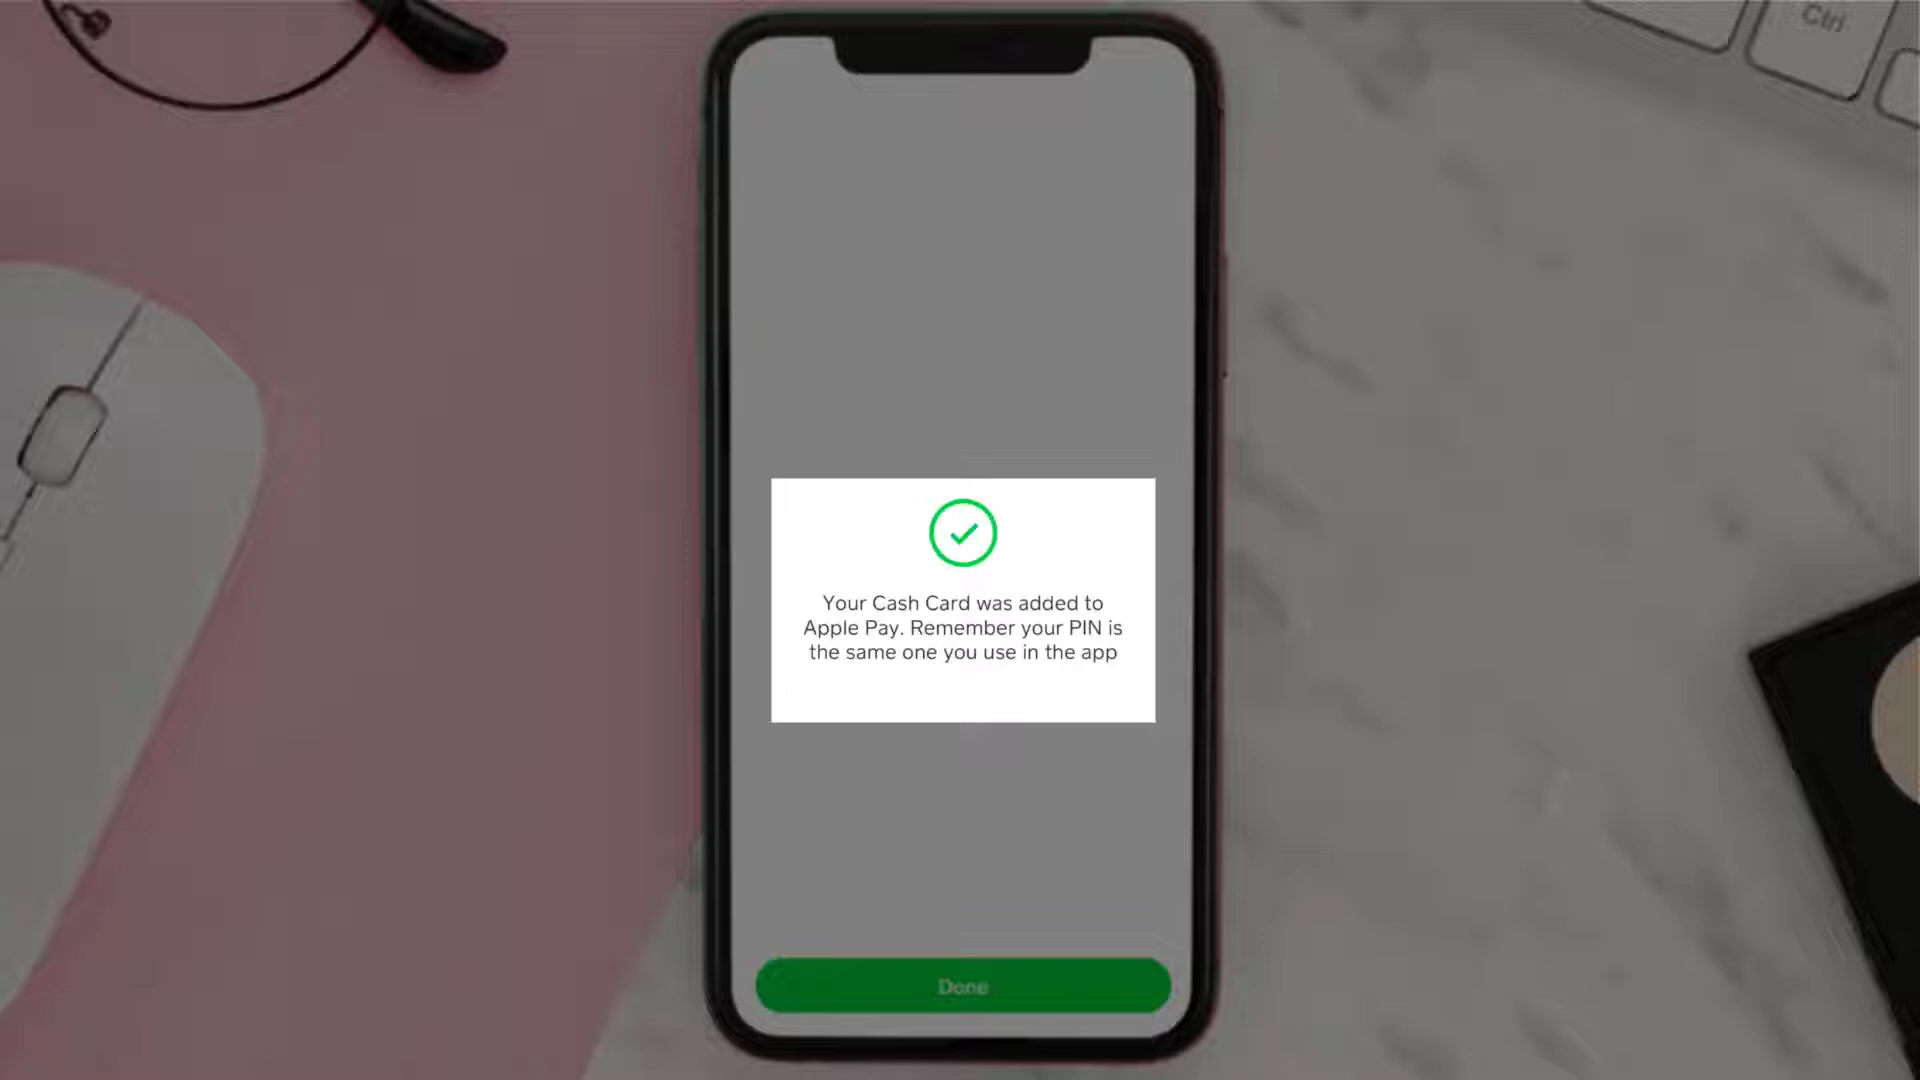 Ctrl
Your Cash Card was added to
Apple Pay. Remember your PIN is
the same one you use in the app
Done